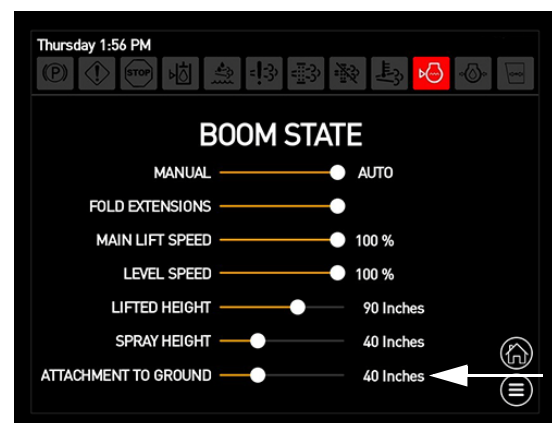 Thursday 1:56 PM
(P) STOP
BOOM STATE
MANUAL AUTO
FOLD EXTENSIONS
MAIN LIFT SPEED 100 %
LEVEL SPEED 100 %
LIFTED HEIGHT 90 Inches
SPRAY HEIGHT 40 Inches
ATTACHMENT TO GROUND 40 Inches